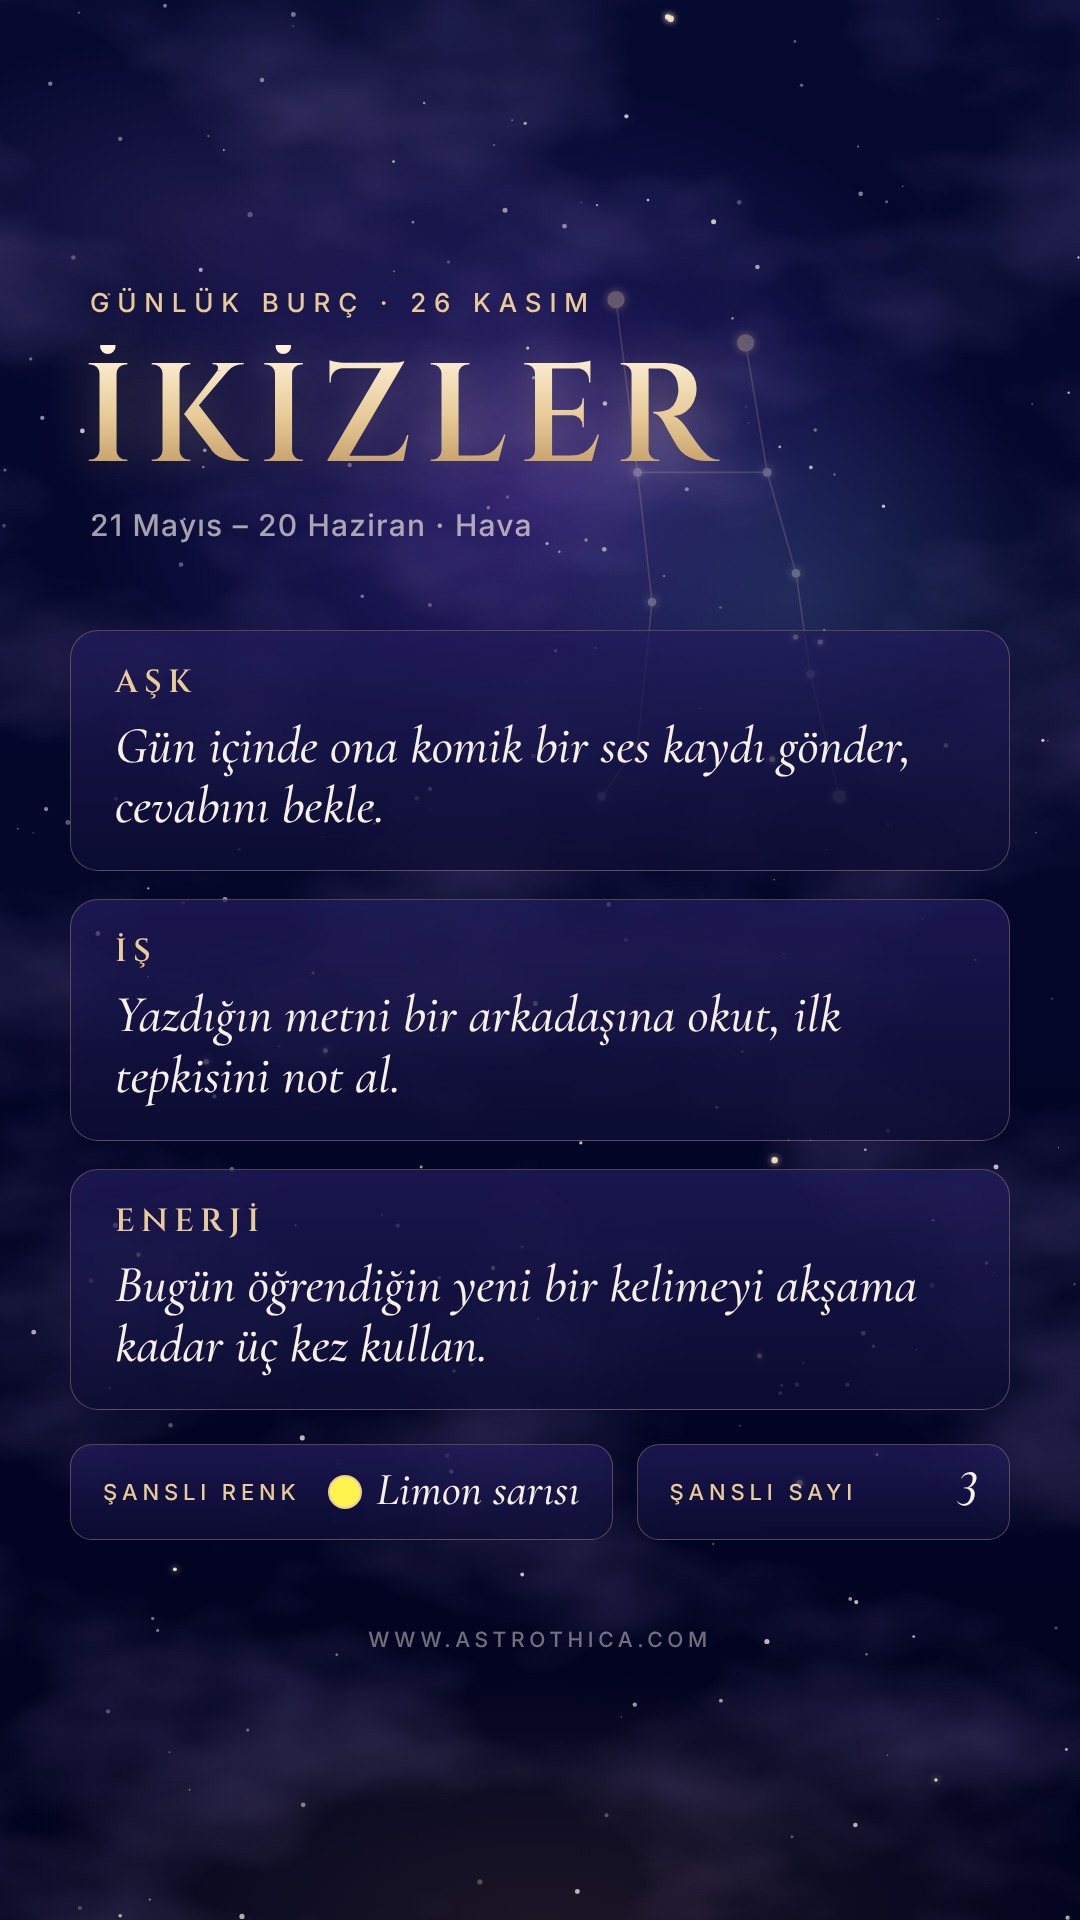 GÜNLÜK BURÇ · 26 KASIM
İKİZLER
21 Mayıs – 20 Haziran · Hava
AŞK
Gün içinde ona komik bir ses kaydı gönder,
cevabını bekle.
İŞ
Yazdığın metni bir arkadaşına okut, ilk
tepkisini not al.
ENERJİ
Bugün öğrendiğin yeni bir kelimeyi akşama
kadar üç kez kullan.
ŞANSLI RENK Limon sarısı
ŞANSLI SAYI 3
WWW.ASTROTHICA.COM